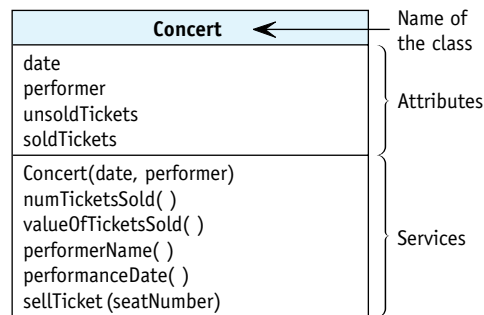 Concert
Name of
the class
date
performer
unsoldTickets
soldTickets
Attributes
Concert(date, performer)
numTicketsSold( )
valueOfTicketsSold( )
performerName( )
performanceDate( )
sellTicket (seatNumber)
Services